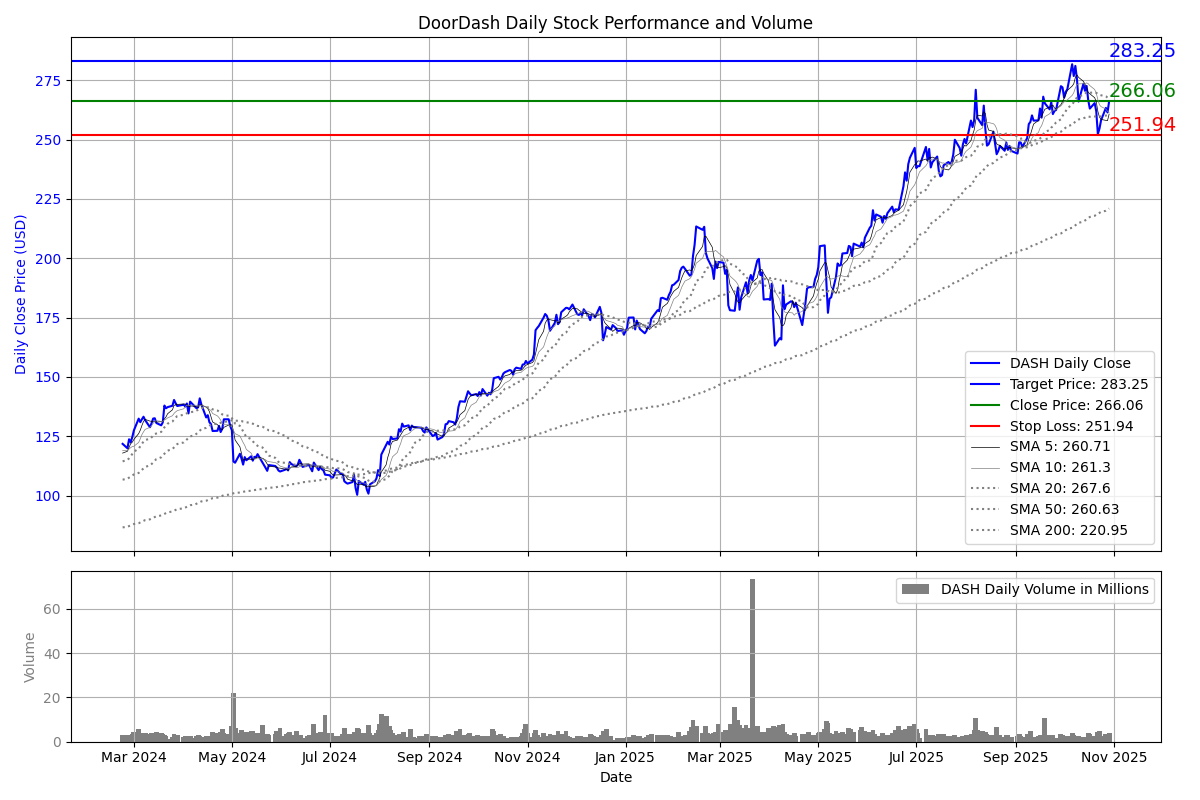 DoorDash Daily Stock Performance and Volume
283.25
266.06
251.94
275
250
225
200
175
150
125
100
Daily Close Price (USD)
DASH Daily Close
Target Price: 283.25
Close Price: 266.06
Stop Loss: 251.94
SMA 5: 260.71
SMA 10: 261.3
SMA 20: 267.6
SMA 50: 260.63
SMA 200: 220.95
DASH Daily Volume in Millions
60
40
20
0
Volume
Mar 2024
May 2024
Jul 2024
Sep 2024
Nov 2024
Jan 2025
Mar 2025
May 2025
Jul 2025
Sep 2025
Nov 2025
Date